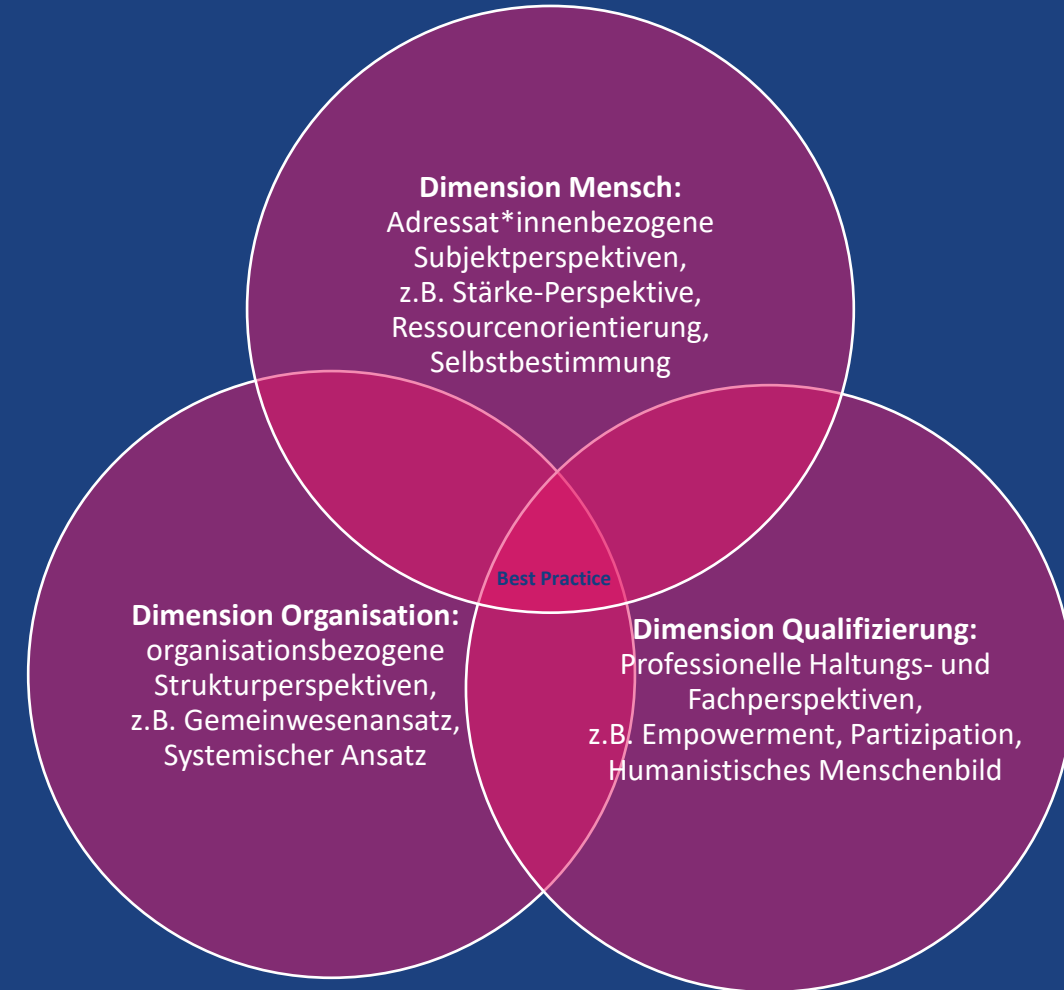 Dimension Mensch:
Adressat*innenbezogene
Subjektperspektiven,
z.B. Stärke-Perspektive,
Ressourcenorientierung,
Selbstbestimmung
Best Practice
Dimension Organisation:
organisationsbezogene
Strukturperspektiven,
z.B. Gemeinwesenansatz,
Systemischer Ansatz
Dimension Qualifizierung:
Professionelle Haltungs- und
Fachperspektiven,
z.B. Empowerment, Partizipation,
Humanistisches Menschenbild